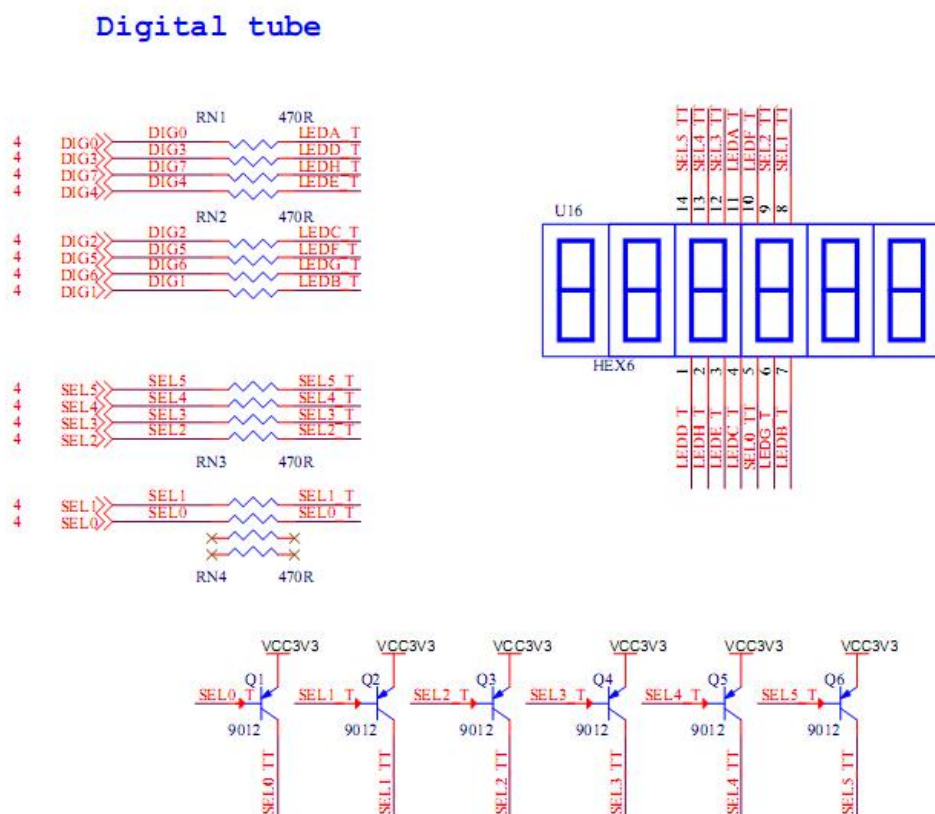 Digital tube
RN1 470R
4 DIG0 DIG0 LEDA_T
4 DIG3 DIG3 LEDD_T
4 DIG7 DIG7 LEDH_T
4 DIG4 DIG4 LEDE_T
RN2 470R
4 DIG2 DIG2 LEDC_T
4 DIG5 DIG5 LEDF_T
4 DIG6 DIG6 LEDG_T
4 DIG1 DIG1 LEDB_T
4 SEL5 SEL5 SEL5_T
4 SEL4 SEL4 SEL4_T
4 SEL3 SEL3 SEL3_T
4 SEL2 SEL2 SEL2_T
RN3 470R
4 SEL1 SEL1 SEL1_T
4 SEL0 SEL0 SEL0_T
RN4 470R
SEL5_TT SEL4_TT SEL3_TT LEDA_T LEDF_T SEL2_TT SEL1_TT
14 13 12 11 10 9 8
U16
HEX6
1 2 3 4 5 6 7
LEDD_T LEDH_T LEDE_T LEDC_T SEL0_TT LEDG_T LEDB_T
VCC3V3 VCC3V3 VCC3V3 VCC3V3 VCC3V3 VCC3V3
Q1 Q2 Q3 Q4 Q5 Q6
SEL0_T SEL1_T SEL2_T SEL3_T SEL4_T SEL5_T
9012 9012 9012 9012 9012 9012
SEL0_TT SEL1_TT SEL2_TT SEL3_TT SEL4_TT SEL5_TT